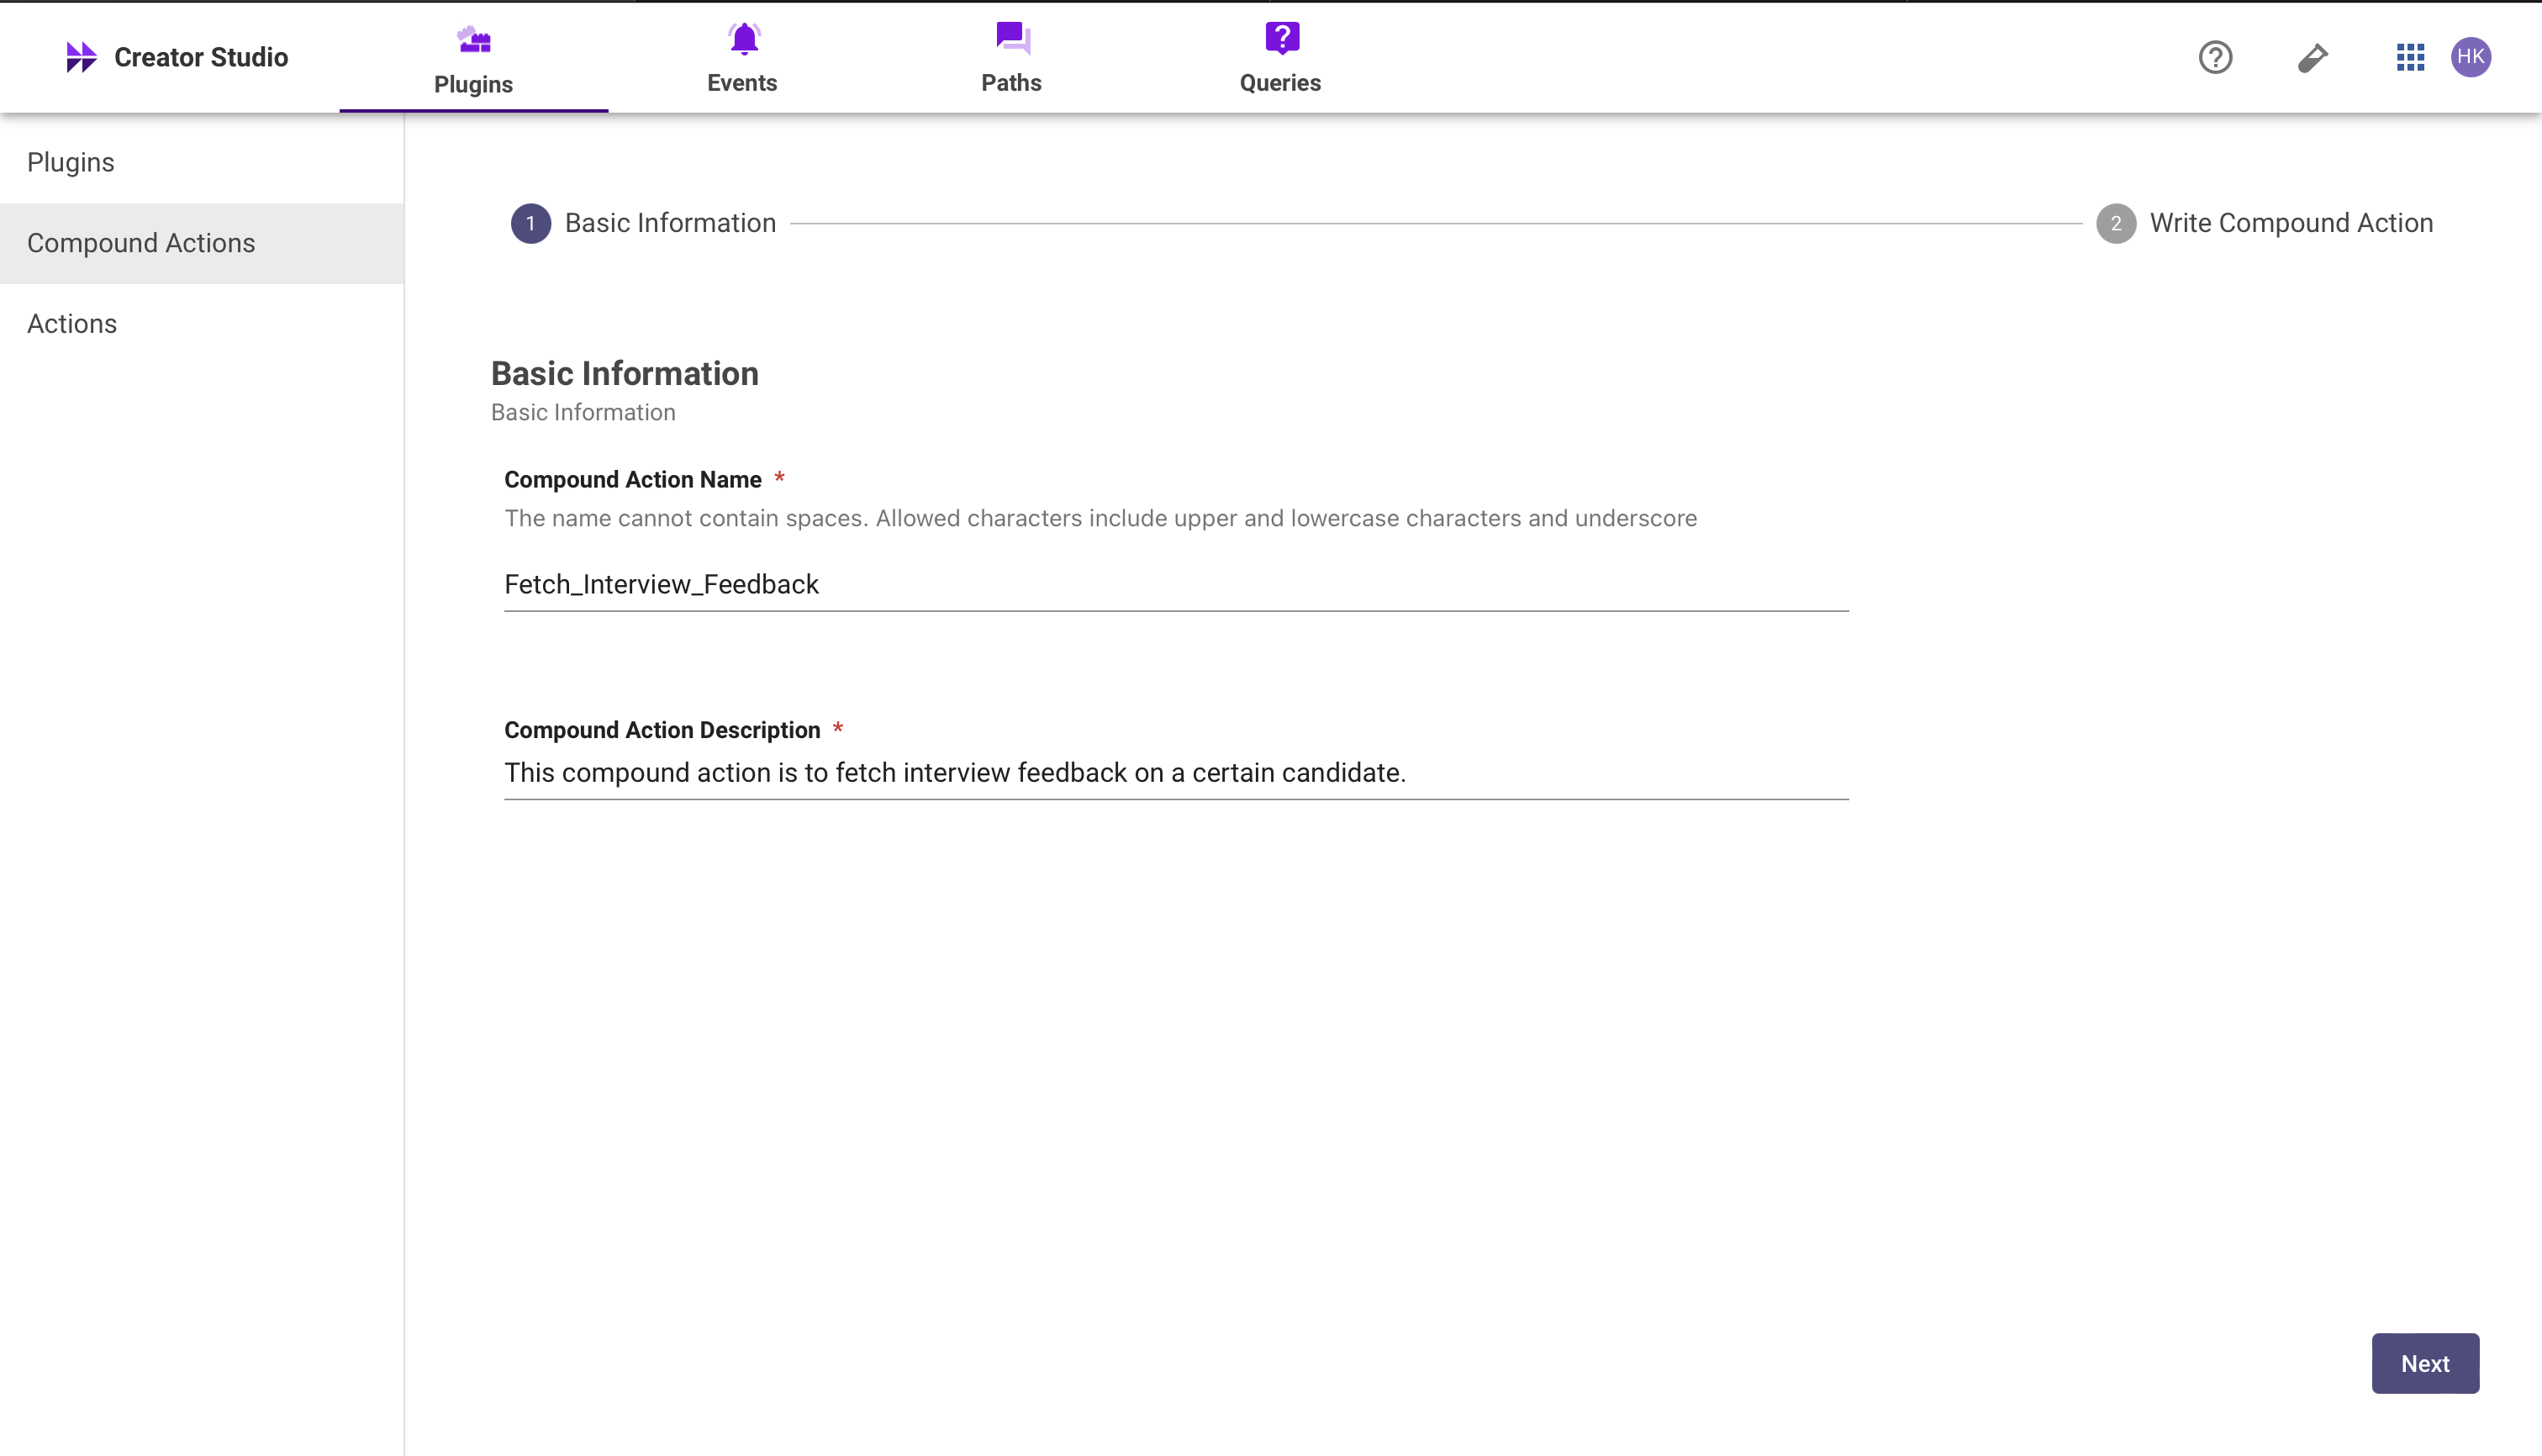 Creator Studio
Plugins
Events
Paths
Queries
HK
Plugins
Compound Actions
Actions
1 Basic Information
2 Write Compound Action
Basic Information
Basic Information
Compound Action Name *
The name cannot contain spaces. Allowed characters include upper and lowercase characters and underscore
Fetch_Interview_Feedback
Compound Action Description *
This compound action is to fetch interview feedback on a certain candidate.
Next